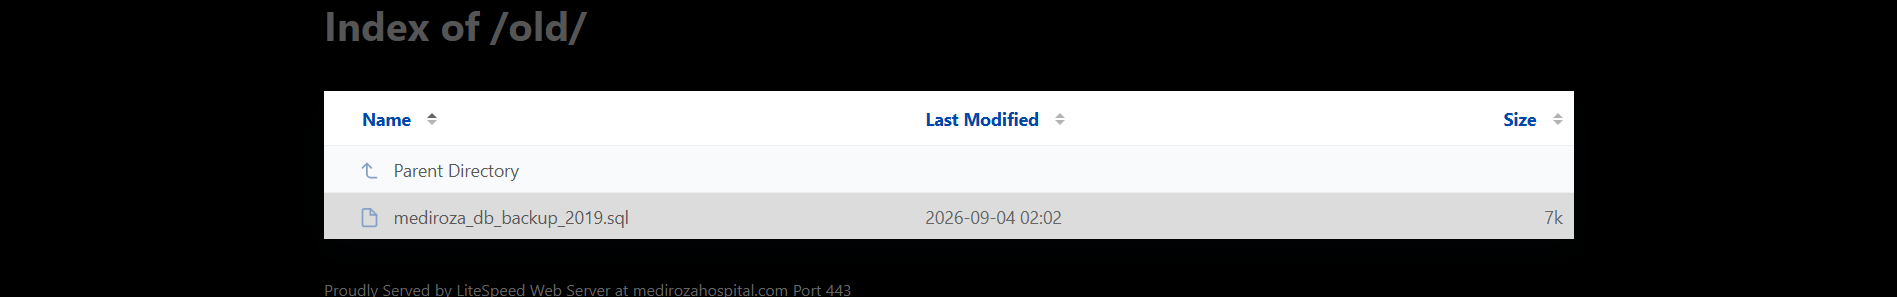 Index of /old/
Name Last Modified Size
Parent Directory
mediroza_db_backup_2019.sql 2026-09-04 02:02 7k
Proudly Served by LiteSpeed Web Server at medirozahospital.com Port 443